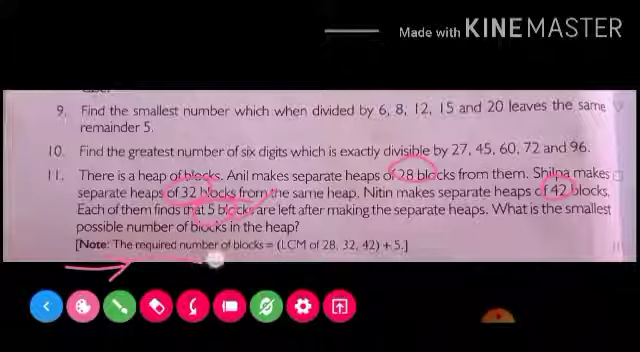 Made with KINEMASTER
9. Find the smallest number which when divided by 6, 8, 12, 15 and 20 leaves the same
remainder 5.
10. Find the greatest number of six digits which is exactly divisible by 27, 45, 60, 72 and 96.
11. There is a heap of blocks. Anil makes separate heaps of 28 blocks from them. Shilpa makes
separate heaps of 32 blocks from the same heap. Nitin makes separate heaps of 42 blocks.
Each of them finds that 5 blocks are left after making the separate heaps. What is the smallest
possible number of blocks in the heap?
[Note: The required number of blocks = (LCM of 28, 32, 42) + 5.]